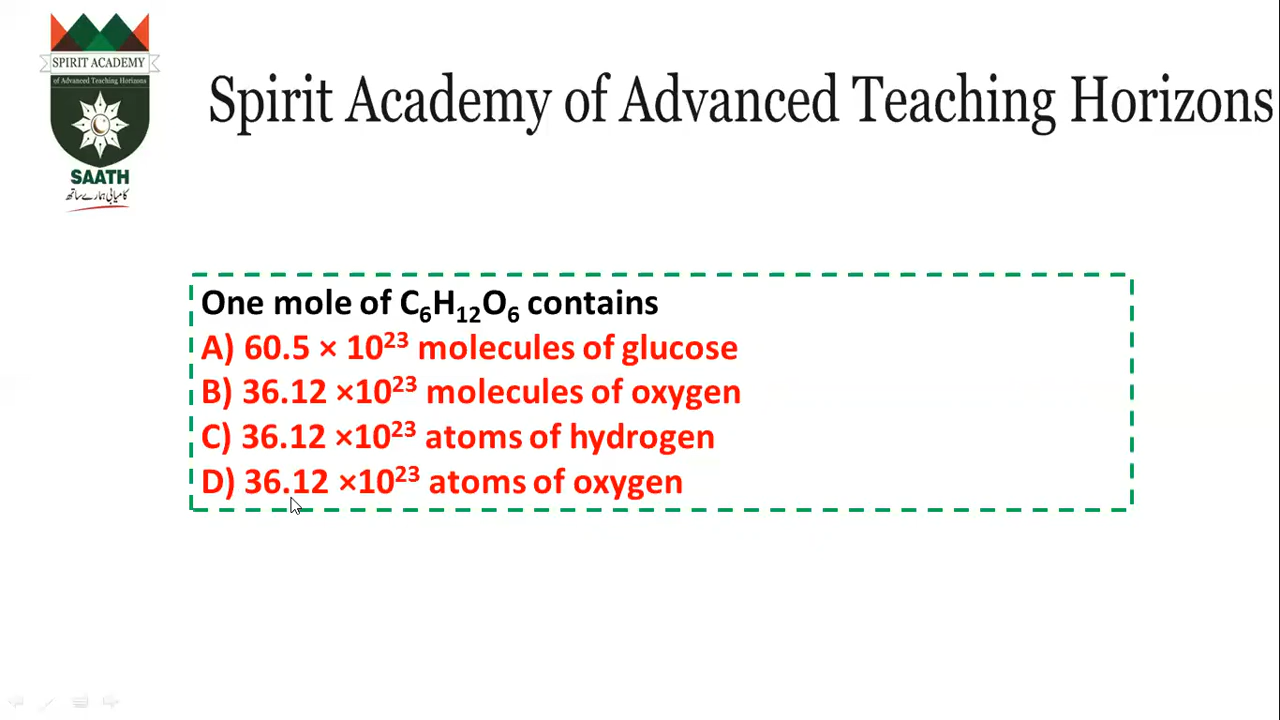 SPIRIT ACADEMY
of Advanced Teaching Horizons
SAATH
کامیابی ہمارے ساتھ
Spirit Academy of Advanced Teaching Horizons
One mole of C₆H₁₂O₆ contains
A) 60.5 × 10²³ molecules of glucose
B) 36.12 ×10²³ molecules of oxygen
C) 36.12 ×10²³ atoms of hydrogen
D) 36.12 ×10²³ atoms of oxygen